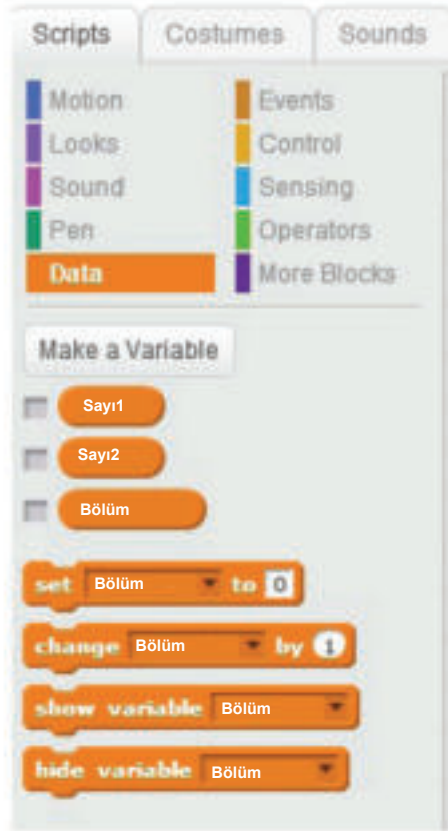 Scripts Costumes Sounds
Motion Events
Looks Control
Sound Sensing
Pen Operators
Data More Blocks
Make a Variable
Sayı1
Sayı2
Bölüm
set Bölüm to 0
change Bölüm by 1
show variable Bölüm
hide variable Bölüm